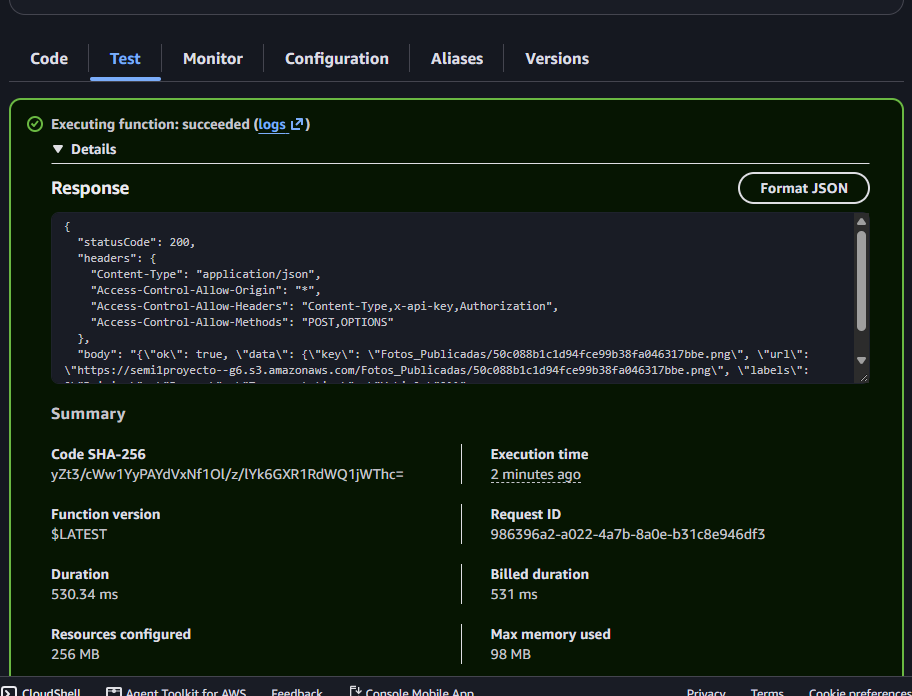 Code Test Monitor Configuration Aliases Versions
Executing function: succeeded (logs)
Details
Response
Format JSON
{
"statusCode": 200,
"headers": {
"Content-Type": "application/json",
"Access-Control-Allow-Origin": "*",
"Access-Control-Allow-Headers": "Content-Type,x-api-key,Authorization",
"Access-Control-Allow-Methods": "POST,OPTIONS"
},
"body": "{\"ok\": true, \"data\": {\"key\": \"Fotos_Publicadas/50c088b1c1d94fce99b38fa046317bbe.png\", \"url\":
\"https://semi1proyecto--g6.s3.amazonaws.com/Fotos_Publicadas/50c088b1c1d94fce99b38fa046317bbe.png\", \"labels\":
Summary
Code SHA-256
yZt3/cWw1YyPAYdVxNf1Ol/z/lYk6GXR1RdWQ1jWThc=
Execution time
2 minutes ago
Function version
$LATEST
Request ID
986396a2-a022-4a7b-8a0e-b31c8e946df3
Duration
530.34 ms
Billed duration
531 ms
Resources configured
256 MB
Max memory used
98 MB
CloudShell Agent Toolkit for AWS Feedback Console Mobile App Privacy Terms Cookie preferences